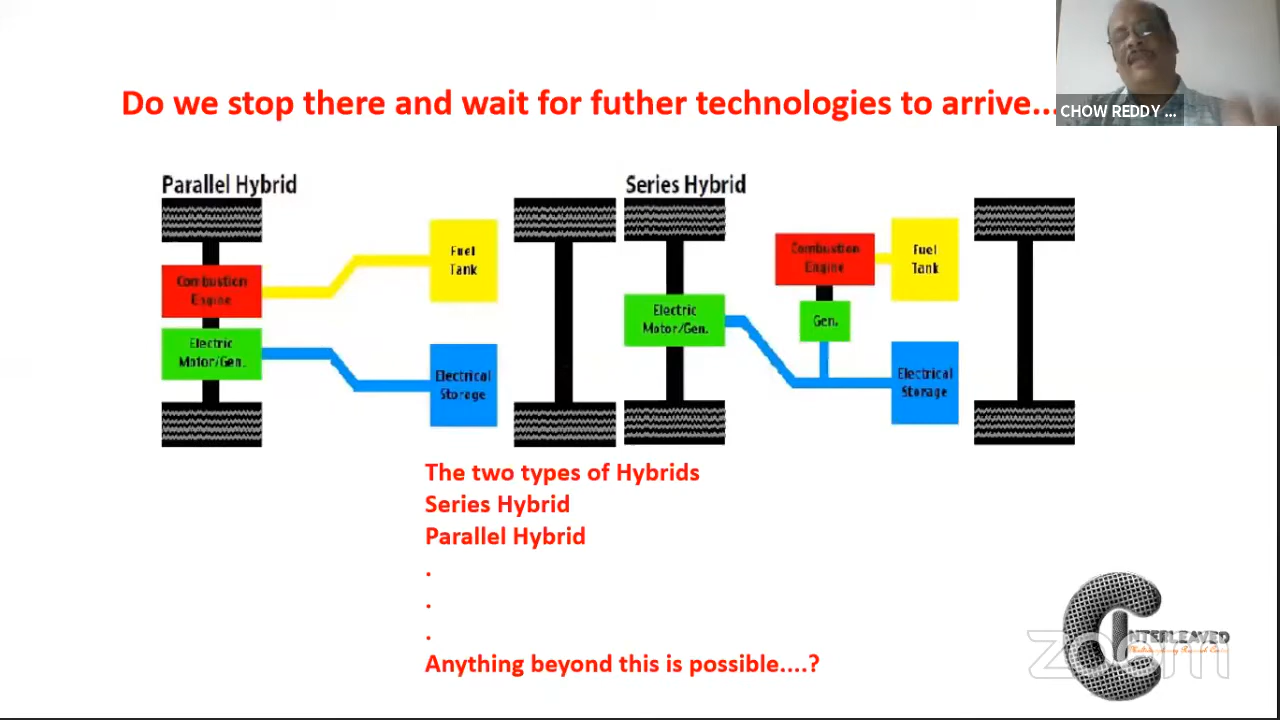 Do we stop there and wait for futher technologies to arrive...
CHOW REDDY ...
Parallel Hybrid
Combustion
Engine
Electric
Motor/Gen.
Fuel
Tank
Electrical
Storage
Series Hybrid
Electric
Motor/Gen.
Combustion
Engine
Gen.
Fuel
Tank
Electrical
Storage
The two types of Hybrids
Series Hybrid
Parallel Hybrid
.
.
.
Anything beyond this is possible....?
zoom
INTERLEAVED